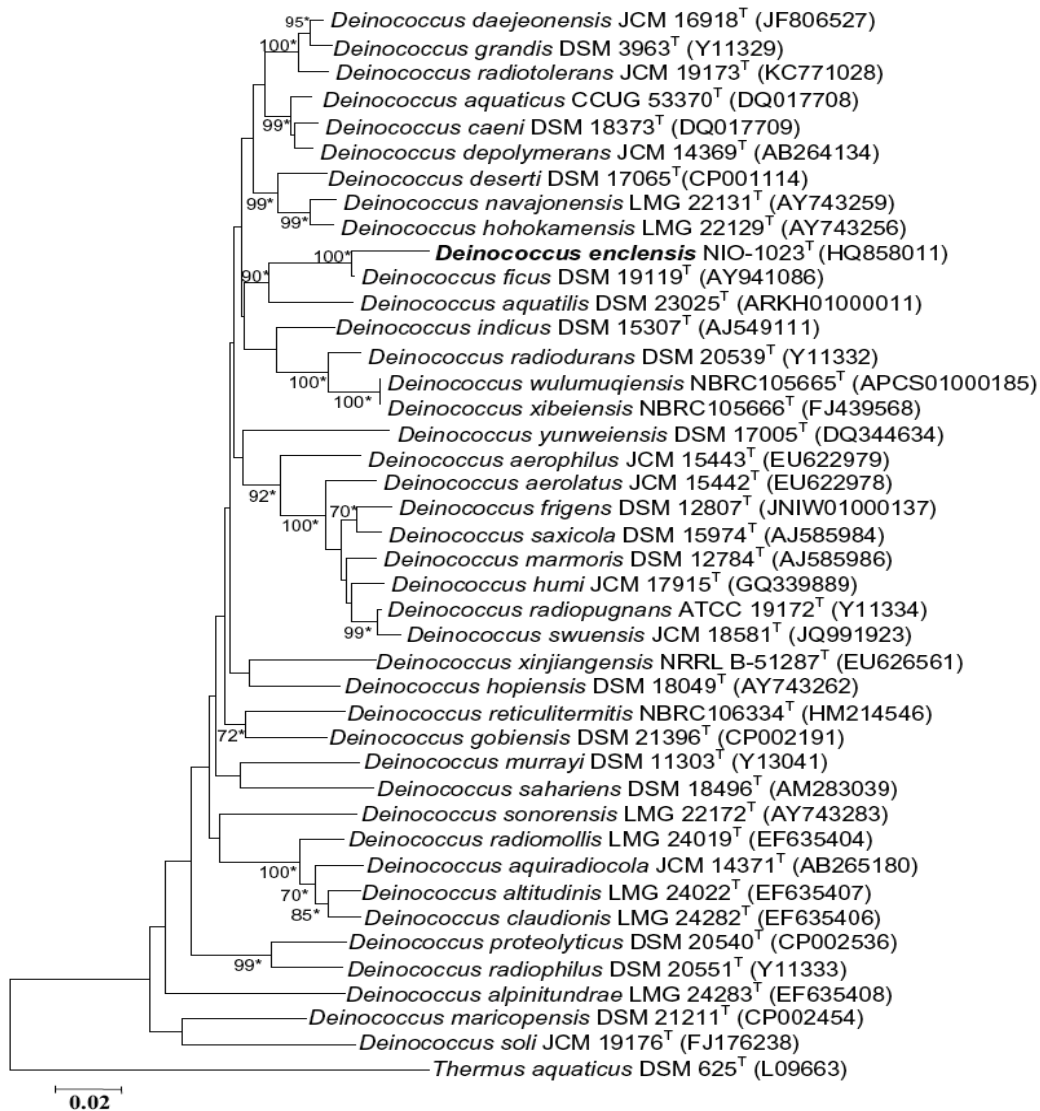 95*
Deinococcus daejeonensis JCM 16918T (JF806527)
100*
Deinococcus grandis DSM 3963T (Y11329)
Deinococcus radiotolerans JCM 19173T (KC771028)
Deinococcus aquaticus CCUG 53370T (DQ017708)
99*
Deinococcus caeni DSM 18373T (DQ017709)
Deinococcus depolymerans JCM 14369T (AB264134)
Deinococcus deserti DSM 17065T(CP001114)
99*
Deinococcus navajonensis LMG 22131T (AY743259)
99*
Deinococcus hohokamensis LMG 22129T (AY743256)
100*
Deinococcus enclensis NIO-1023T (HQ858011)
90*
Deinococcus ficus DSM 19119T (AY941086)
Deinococcus aquatilis DSM 23025T (ARKH01000011)
Deinococcus indicus DSM 15307T (AJ549111)
Deinococcus radiodurans DSM 20539T (Y11332)
100*
Deinococcus wulumuqiensis NBRC105665T (APCS01000185)
100*
Deinococcus xibeiensis NBRC105666T (FJ439568)
Deinococcus yunweiensis DSM 17005T (DQ344634)
Deinococcus aerophilus JCM 15443T (EU622979)
92*
Deinococcus aerolatus JCM 15442T (EU622978)
70*
Deinococcus frigens DSM 12807T (JNIW01000137)
100*
Deinococcus saxicola DSM 15974T (AJ585984)
Deinococcus marmoris DSM 12784T (AJ585986)
Deinococcus humi JCM 17915T (GQ339889)
Deinococcus radiopugnans ATCC 19172T (Y11334)
99*
Deinococcus swuensis JCM 18581T (JQ991923)
Deinococcus xinjiangensis NRRL B-51287T (EU626561)
Deinococcus hopiensis DSM 18049T (AY743262)
Deinococcus reticulitermitis NBRC106334T (HM214546)
72*
Deinococcus gobiensis DSM 21396T (CP002191)
Deinococcus murrayi DSM 11303T (Y13041)
Deinococcus sahariens DSM 18496T (AM283039)
Deinococcus sonorensis LMG 22172T (AY743283)
Deinococcus radiomollis LMG 24019T (EF635404)
100*
Deinococcus aquiradiocola JCM 14371T (AB265180)
70*
Deinococcus altitudinis LMG 24022T (EF635407)
85*
Deinococcus claudionis LMG 24282T (EF635406)
Deinococcus proteolyticus DSM 20540T (CP002536)
99*
Deinococcus radiophilus DSM 20551T (Y11333)
Deinococcus alpinitundrae LMG 24283T (EF635408)
Deinococcus maricopensis DSM 21211T (CP002454)
Deinococcus soli JCM 19176T (FJ176238)
Thermus aquaticus DSM 625T (L09663)
0.02